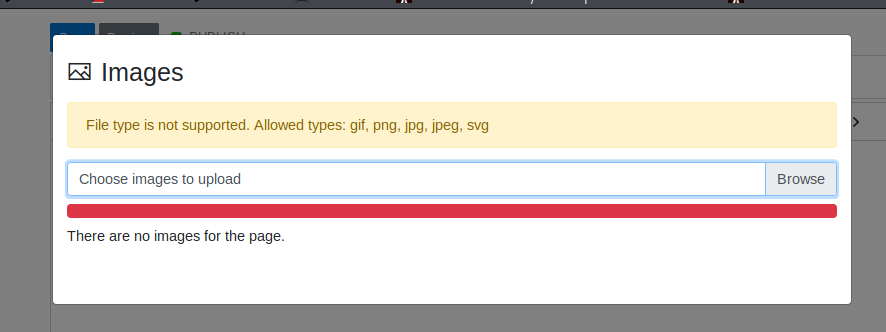 Images
File type is not supported. Allowed types: gif, png, jpg, jpeg, svg
Choose images to upload
Browse
There are no images for the page.